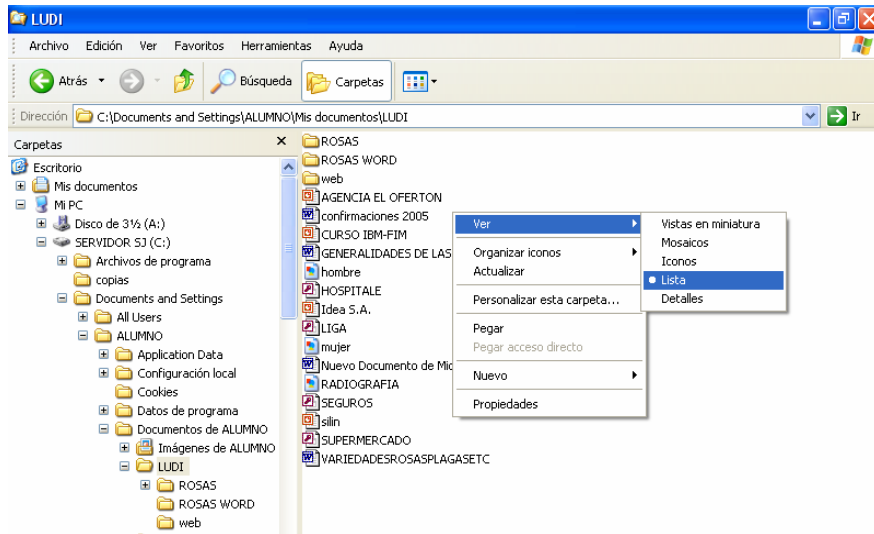 LUDI
Archivo Edición Ver Favoritos Herramientas Ayuda
Atrás Búsqueda Carpetas
Dirección C:\Documents and Settings\ALUMNO\Mis documentos\LUDI Ir
Carpetas
Escritorio
Mis documentos
Mi PC
Disco de 3½ (A:)
SERVIDOR SJ (C:)
Archivos de programa
copias
Documents and Settings
All Users
ALUMNO
Application Data
Configuración local
Cookies
Datos de programa
Documentos de ALUMNO
Imágenes de ALUMNO
LUDI
ROSAS
ROSAS WORD
web
ROSAS
ROSAS WORD
web
AGENCIA EL OFERTON
confirmaciones 2005
CURSO IBM-FIM
GENERALIDADES DE LAS
hombre
HOSPITALE
Idea S.A.
LIGA
mujer
Nuevo Documento de Mic
RADIOGRAFIA
SEGUROS
silin
SUPERMERCADO
VARIEDADESROSASPLAGASETC
Ver
Organizar iconos
Actualizar
Personalizar esta carpeta...
Pegar
Pegar acceso directo
Nuevo
Propiedades
Vistas en miniatura
Mosaicos
Iconos
Lista
Detalles